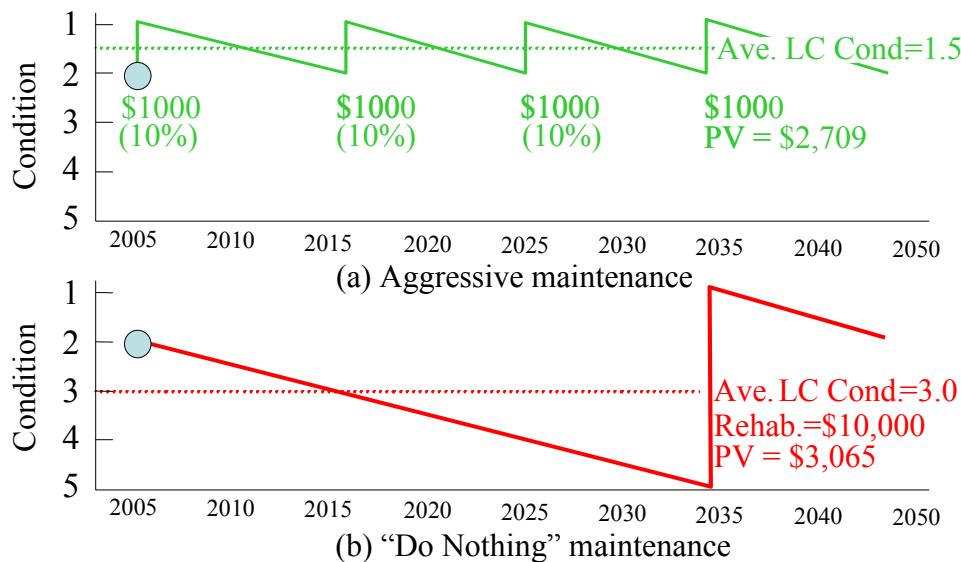 1
2
3
4
5
Condition
Ave. LC Cond.=1.5
$1000 $1000 $1000 $1000
(10%) (10%) (10%) PV = $2,709
2005 2010 2015 2020 2025 2030 2035 2040 2050
(a) Aggressive maintenance
1
2
3
4
5
Condition
Ave. LC Cond.=3.0
Rehab.=$10,000
PV = $3,065
2005 2010 2015 2020 2025 2030 2035 2040 2050
(b) “Do Nothing” maintenance